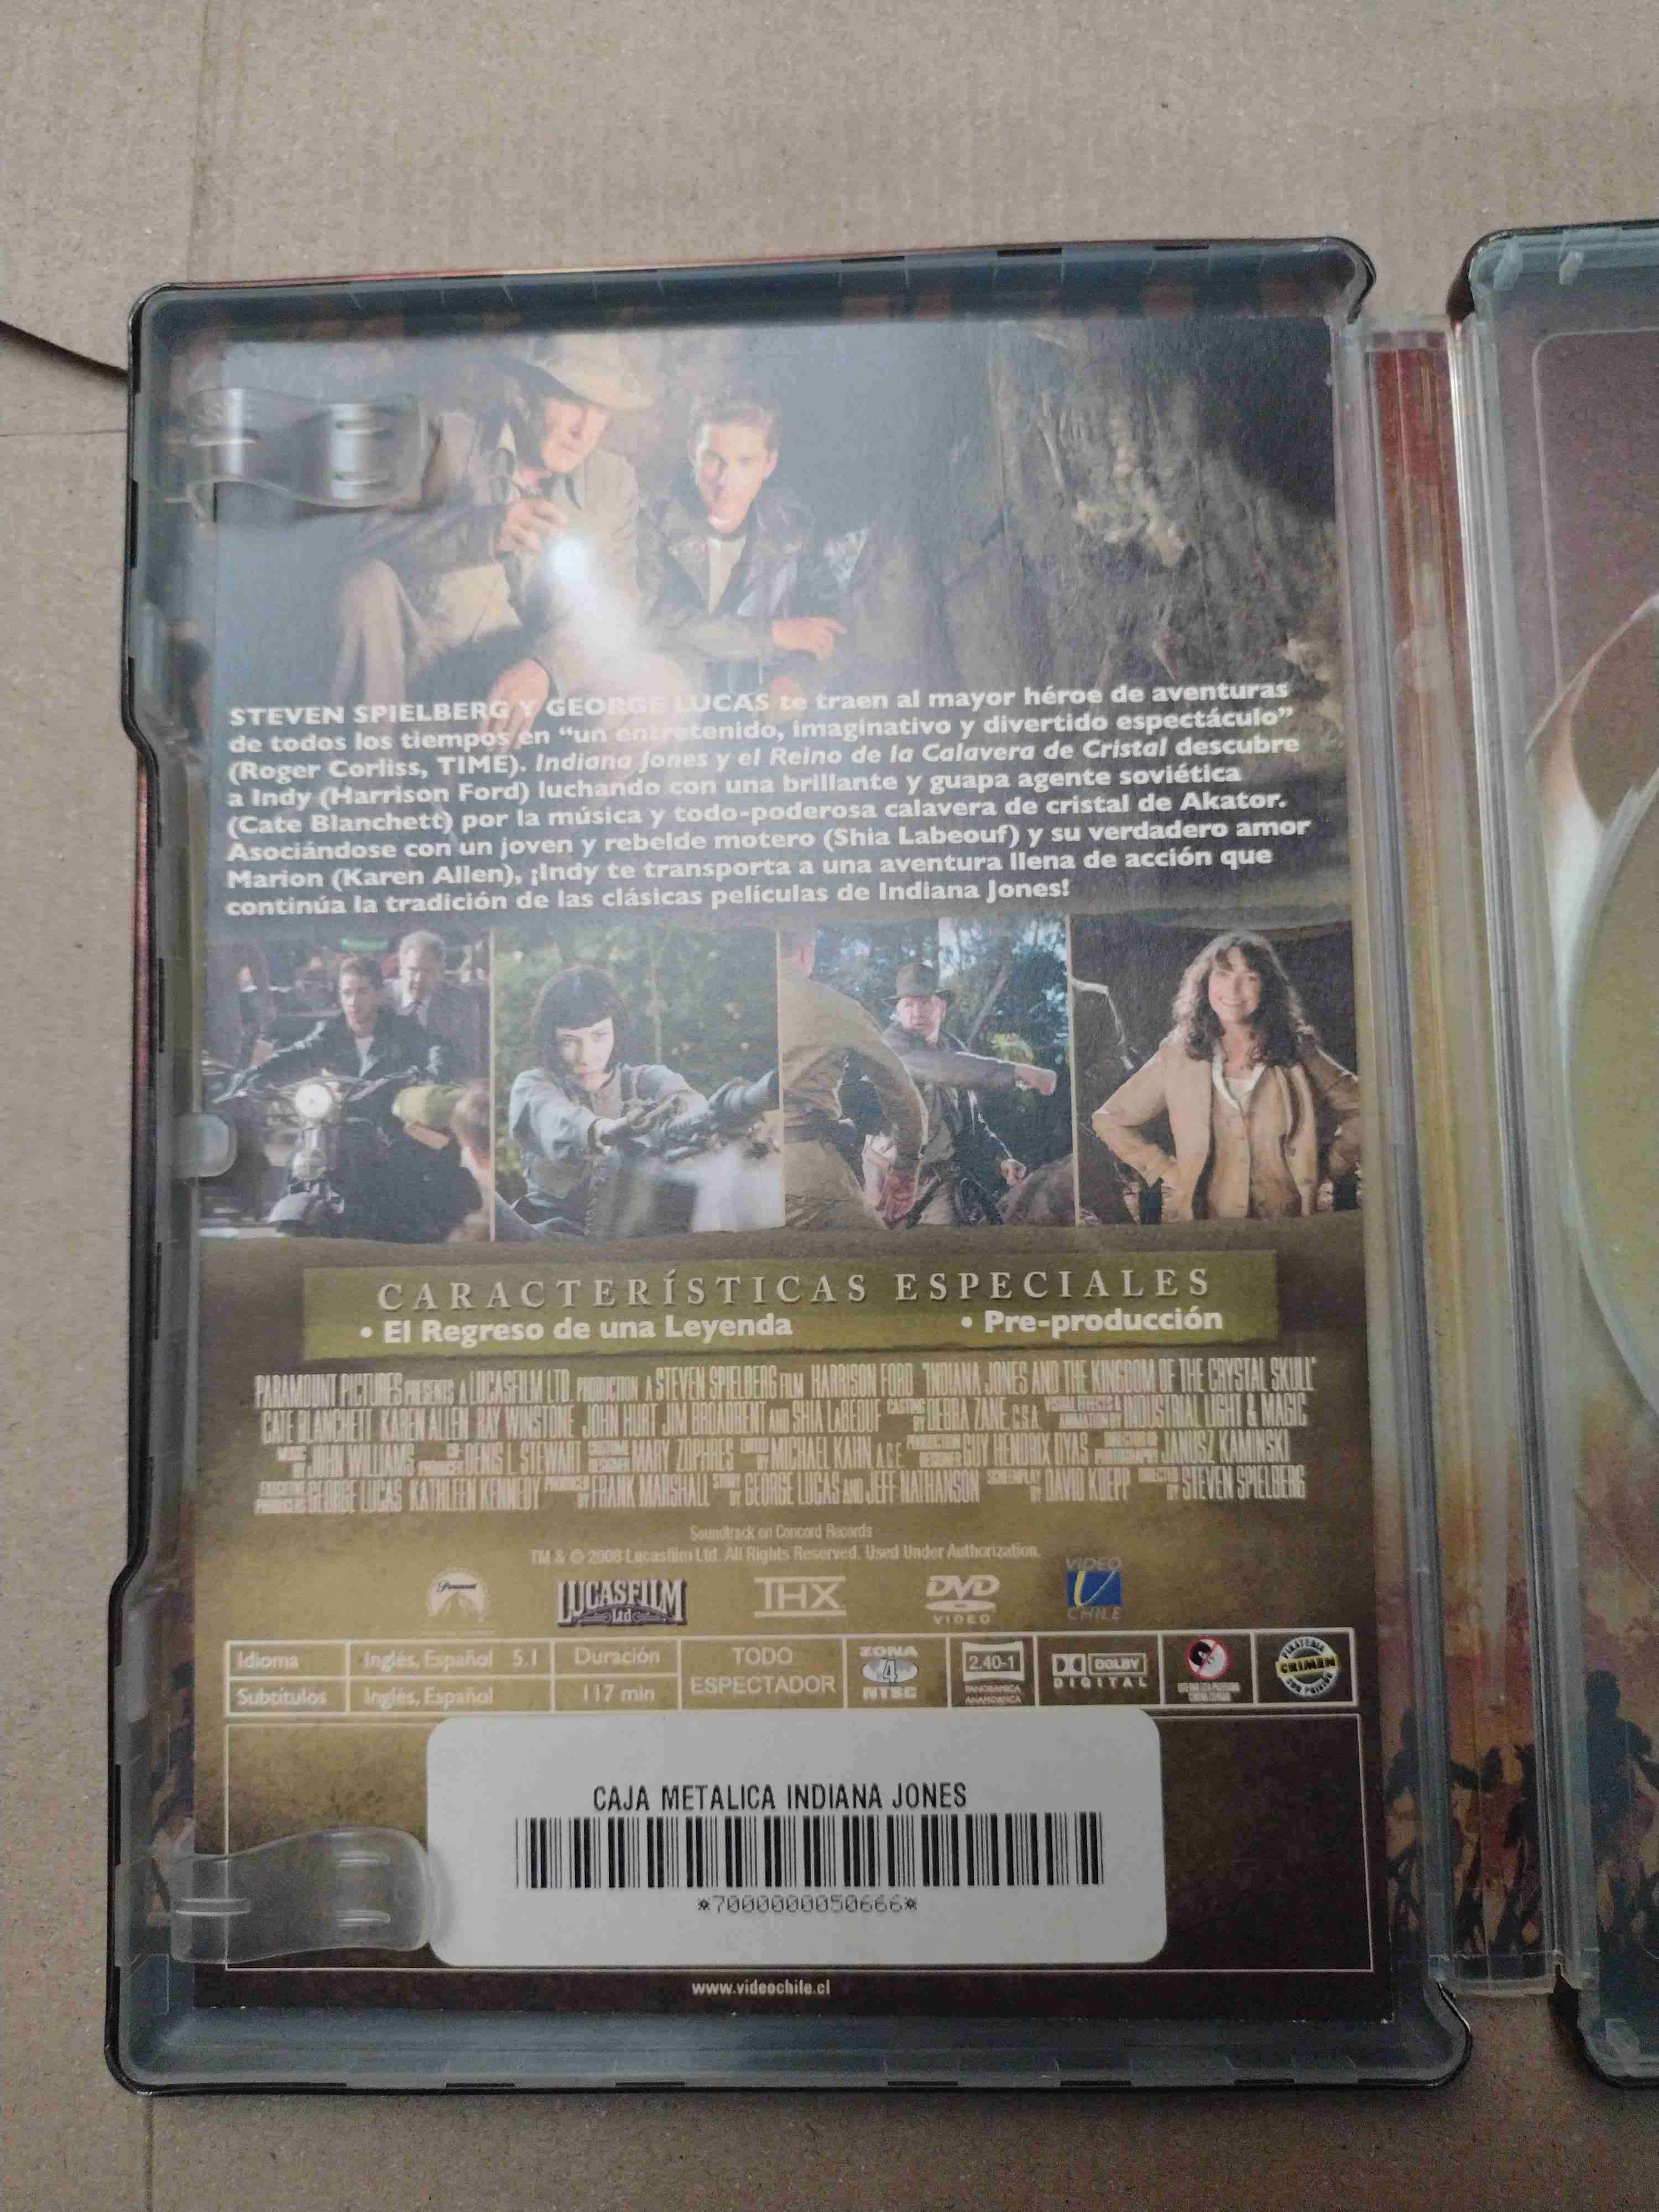 STEVEN SPIELBERG Y GEORGE LUCAS te traen al mayor héroe de aventuras
de todos los tiempos en “un entretenido, imaginativo y divertido espectáculo”
(Roger Corliss, TIME). Indiana Jones y el Reino de la Calavera de Cristal descubre
a Indy (Harrison Ford) luchando con una brillante y guapa agente soviética
(Cate Blanchett) por la música y todo-poderosa calavera de cristal de Akator.
Asociándose con un joven y rebelde motero (Shia Labeouf) y su verdadero amor
Marion (Karen Allen), ¡Indy te transporta a una aventura llena de acción que
continúa la tradición de las clásicas películas de Indiana Jones!
CARACTERÍSTICAS ESPECIALES
• El Regreso de una Leyenda • Pre-producción
PARAMOUNT PICTURES PRESENTS A LUCASFILM LTD. PRODUCTION A STEVEN SPIELBERG FILM HARRISON FORD "INDIANA JONES AND THE KINGDOM OF THE CRYSTAL SKULL"
CATE BLANCHETT KAREN ALLEN RAY WINSTONE JOHN HURT JIM BROADBENT AND SHIA LaBEOUF CASTING BY DEBRA ZANE, C.S.A. VISUAL EFFECTS & ANIMATION BY INDUSTRIAL LIGHT & MAGIC
MUSIC BY JOHN WILLIAMS CO-PRODUCER DENIS L. STEWART COSTUME DESIGNER MARY ZOPHRES EDITED BY MICHAEL KAHN, A.C.E. PRODUCTION DESIGNER GUY HENDRIX DYAS DIRECTOR OF PHOTOGRAPHY JANUSZ KAMINSKI
EXECUTIVE PRODUCERS GEORGE LUCAS KATHLEEN KENNEDY PRODUCED BY FRANK MARSHALL STORY BY GEORGE LUCAS AND JEFF NATHANSON SCREENPLAY BY DAVID KOEPP DIRECTED BY STEVEN SPIELBERG
Soundtrack on Concord Records
TM & © 2008 Lucasfilm Ltd. All Rights Reserved. Used Under Authorization.
Paramount LUCASFILM Ltd THX DVD VIDEO VIDEO CHILE
Idioma Inglés, Español 5.1 Duración TODO ESPECTADOR ZONA 4 NTSC 2.40-1 PANORAMICA ANAMORFICA DOLBY DIGITAL PIRATERIA CRIMEN
Subtítulos Inglés, Español 117 min
CAJA METALICA INDIANA JONES
*7000000050666*
www.videochile.cl